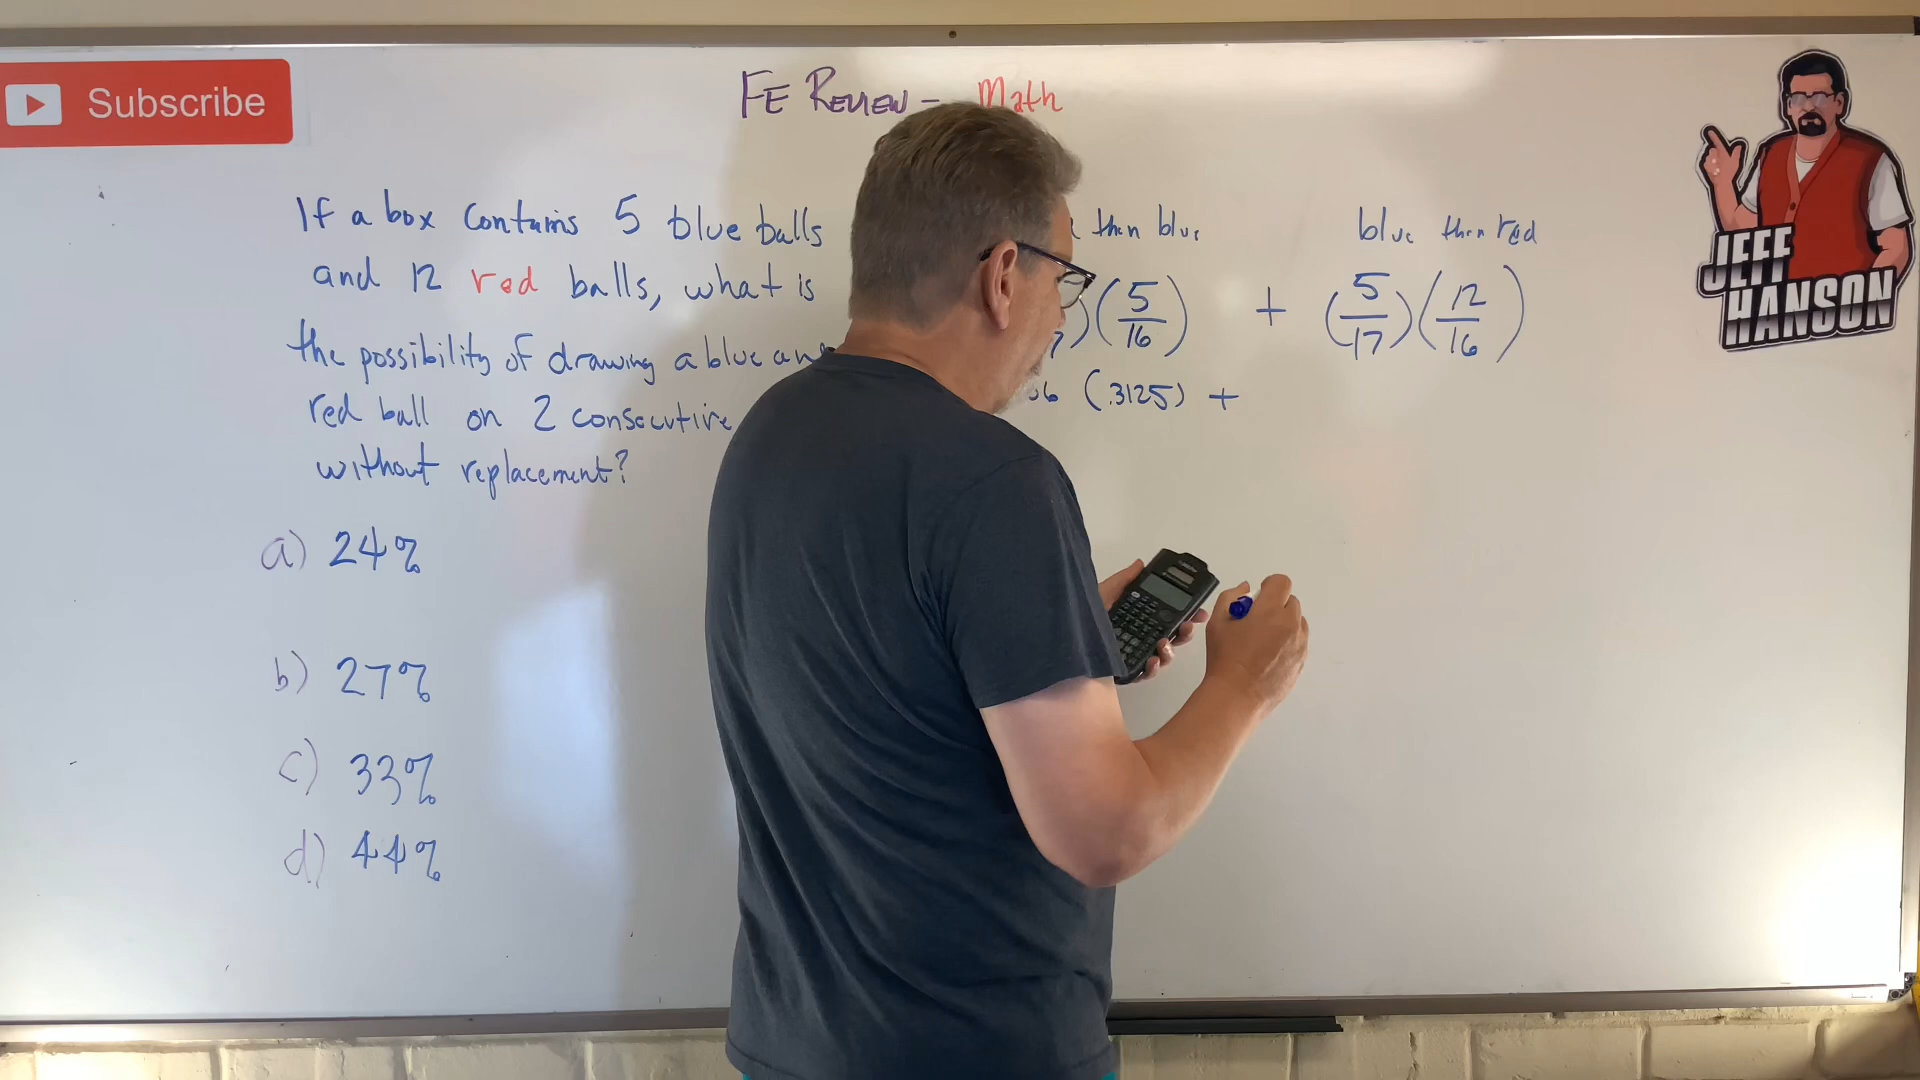 Subscribe
FE REVIEW - Math
JEFF
HANSON
If a box contains 5 blue balls
and 12 red balls, what is
the possibility of drawing a blue
red ball on 2 consecutive
without replacement?
a) 24%
b) 27%
c) 33%
d) 44%
then blue
(5/16)
+
blue then red
(5/17)(12/16)
(.3125) +